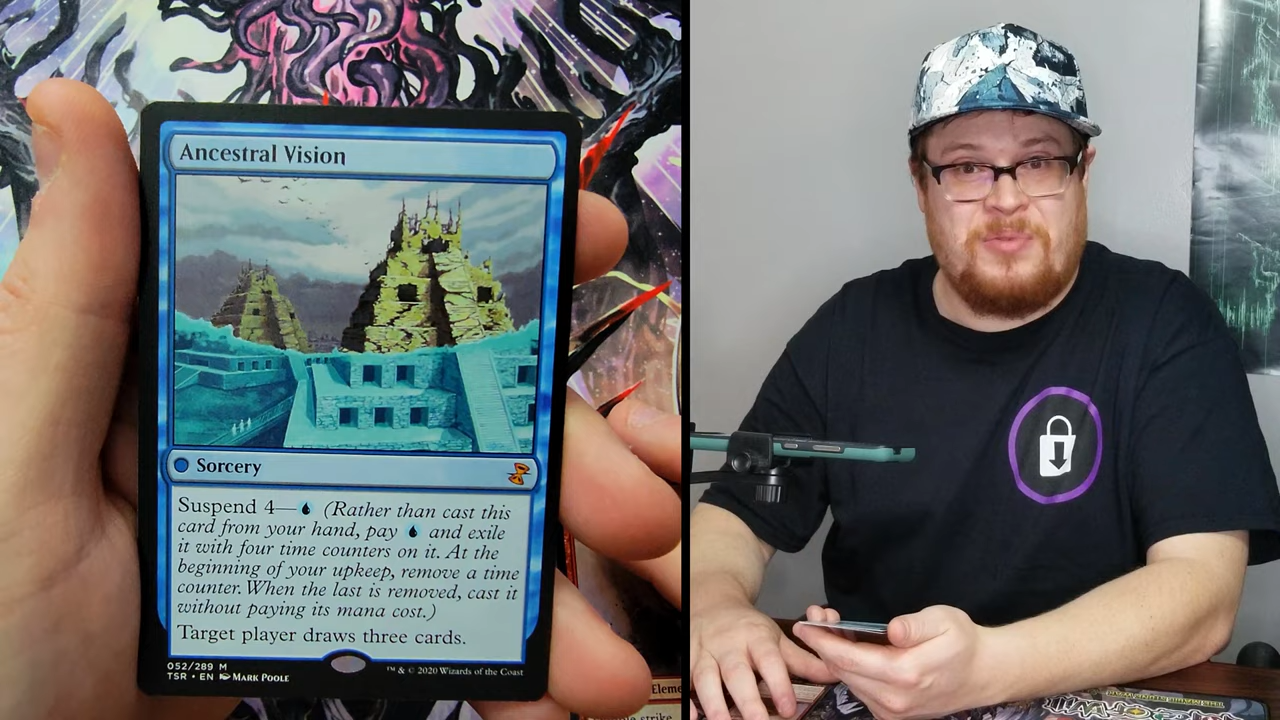 Ancestral Vision
Sorcery
Suspend 4— (Rather than cast this
card from your hand, pay and exile
it with four time counters on it. At the
beginning of your upkeep, remove a time
counter. When the last is removed, cast it
without paying its mana cost.)
Target player draws three cards.
052/289 M
TSR • EN MARK POOLE
™ & © 2020 Wizards of the Coast
Eleme
strike